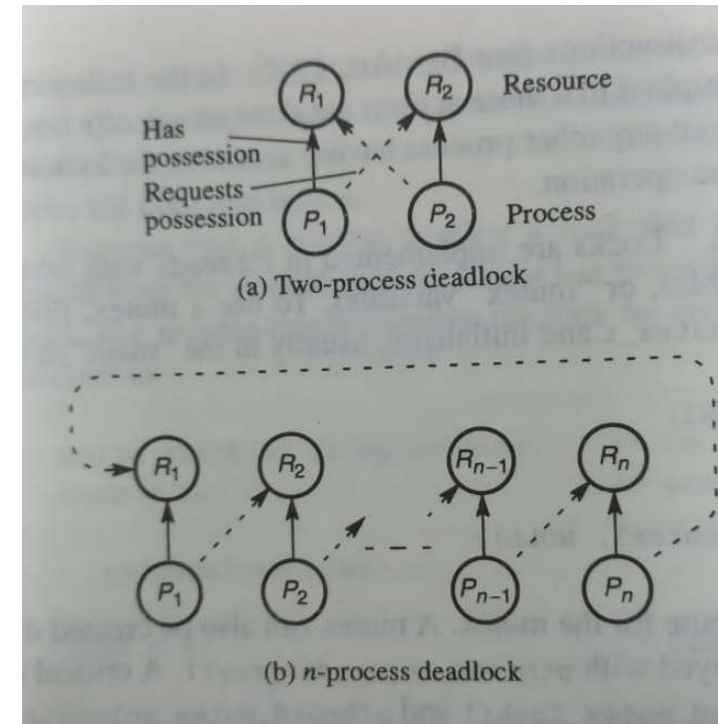 R1 R2 Resource
Has
possession
Requests
possession
P1 P2 Process
(a) Two-process deadlock
R1 R2 Rn−1 Rn
P1 P2 Pn−1 Pn
(b) n-process deadlock